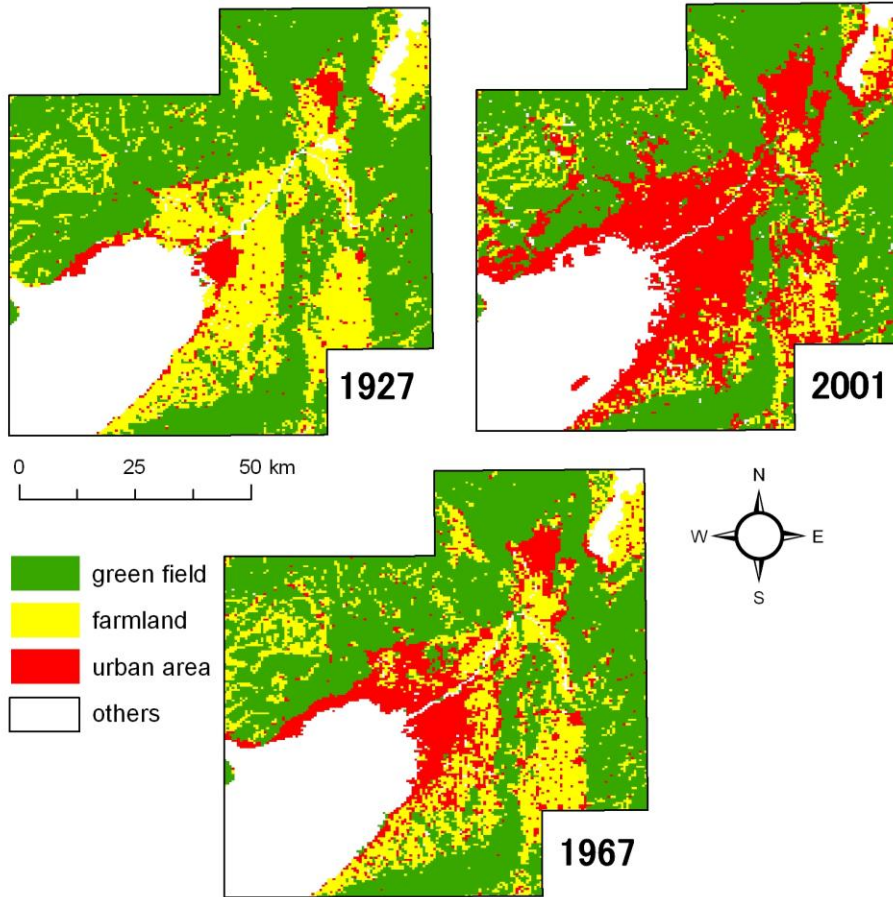 1927
2001
0 25 50 km
N
W E
S
green field
farmland
urban area
others
1967